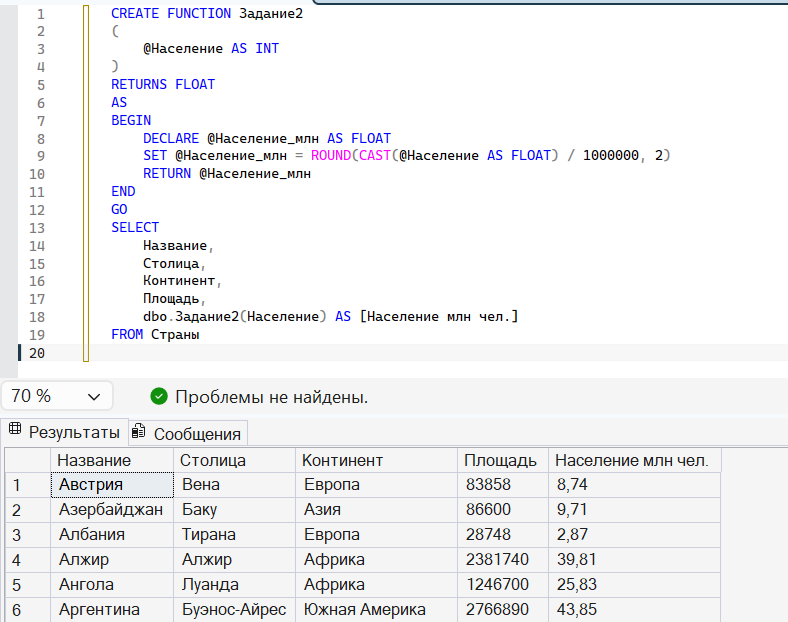 1 CREATE FUNCTION Задание2
2 (
3 @Население AS INT
4 )
5 RETURNS FLOAT
6 AS
7 BEGIN
8 DECLARE @Население_млн AS FLOAT
9 SET @Население_млн = ROUND(CAST(@Население AS FLOAT) / 1000000, 2)
10 RETURN @Население_млн
11 END
12 GO
13 SELECT
14 Название,
15 Столица,
16 Континент,
17 Площадь,
18 dbo.Задание2(Население) AS [Население млн чел.]
19 FROM Страны
20
70 % Проблемы не найдены.
Результаты Сообщения
Название Столица Континент Площадь Население млн чел.
1 Австрия Вена Европа 83858 8,74
2 Азербайджан Баку Азия 86600 9,71
3 Албания Тирана Европа 28748 2,87
4 Алжир Алжир Африка 2381740 39,81
5 Ангола Луанда Африка 1246700 25,83
6 Аргентина Буэнос-Айрес Южная Америка 2766890 43,85